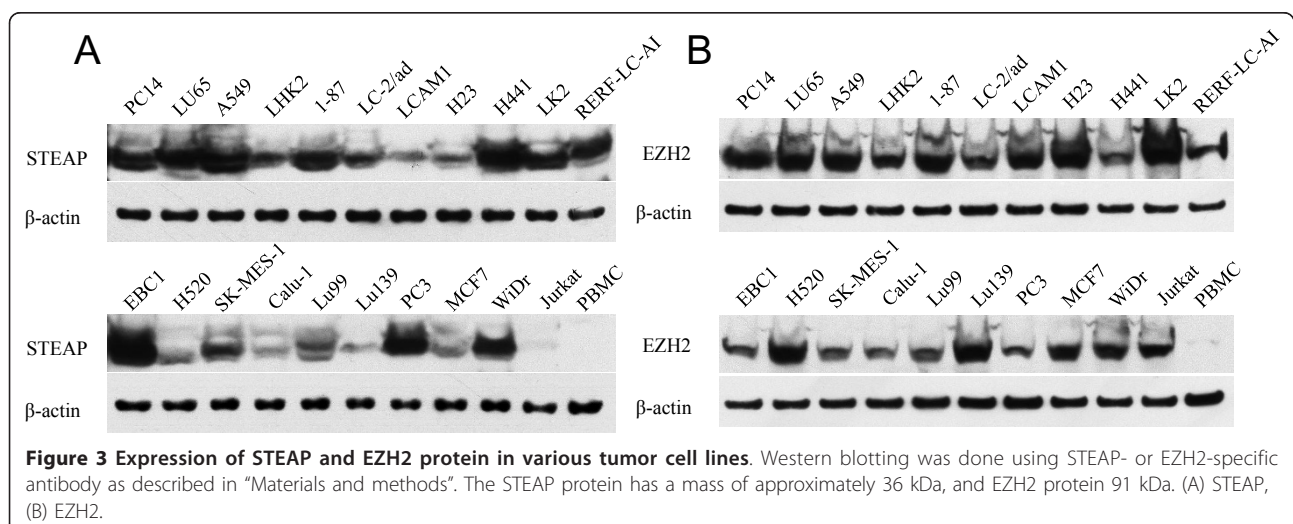 A
PC14 LU65 A549 LHK2 1-87 LC-2/ad LCAM1 H23 H441 LK2 RERF-LC-AI
STEAP
β-actin
EBC1 H520 SK-MES-1 Calu-1 Lu99 Lu139 PC3 MCF7 WiDr Jurkat PBMC
STEAP
β-actin
B
PC14 LU65 A549 LHK2 1-87 LC-2/ad LCAM1 H23 H441 LK2 RERF-LC-AI
EZH2
β-actin
EBC1 H520 SK-MES-1 Calu-1 Lu99 Lu139 PC3 MCF7 WiDr Jurkat PBMC
EZH2
β-actin
Figure 3 Expression of STEAP and EZH2 protein in various tumor cell lines. Western blotting was done using STEAP- or EZH2-specific
antibody as described in “Materials and methods”. The STEAP protein has a mass of approximately 36 kDa, and EZH2 protein 91 kDa. (A) STEAP,
(B) EZH2.